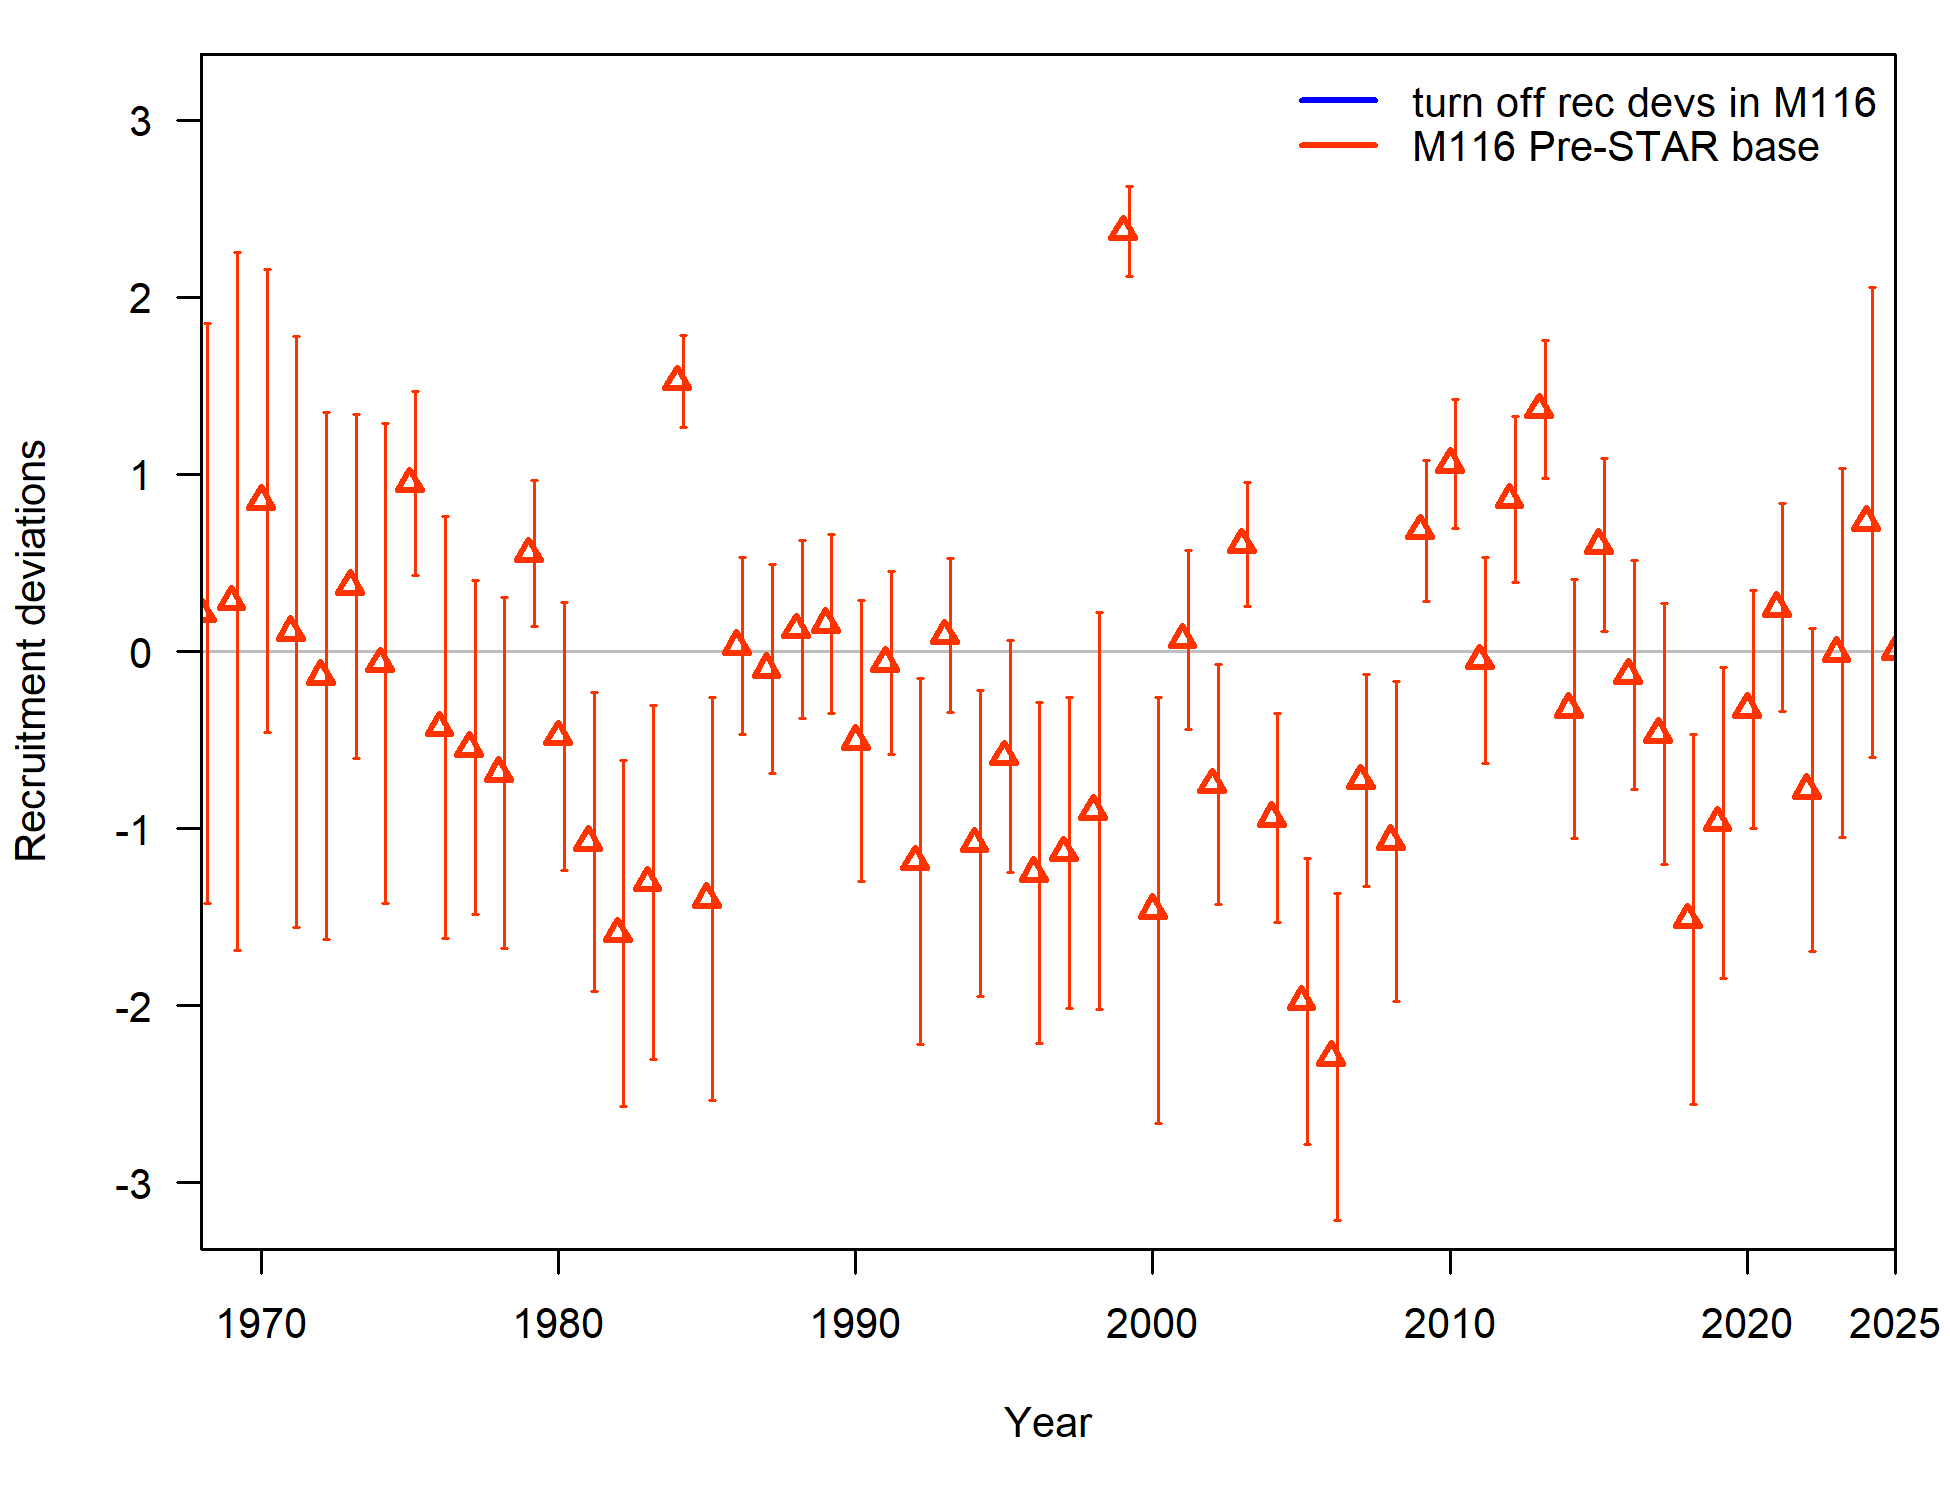 turn off rec devs in M116
M116 Pre-STAR base
3
2
1
0
-1
-2
-3
Recruitment deviations
1970 1980 1990 2000 2010 2020 2025
Year